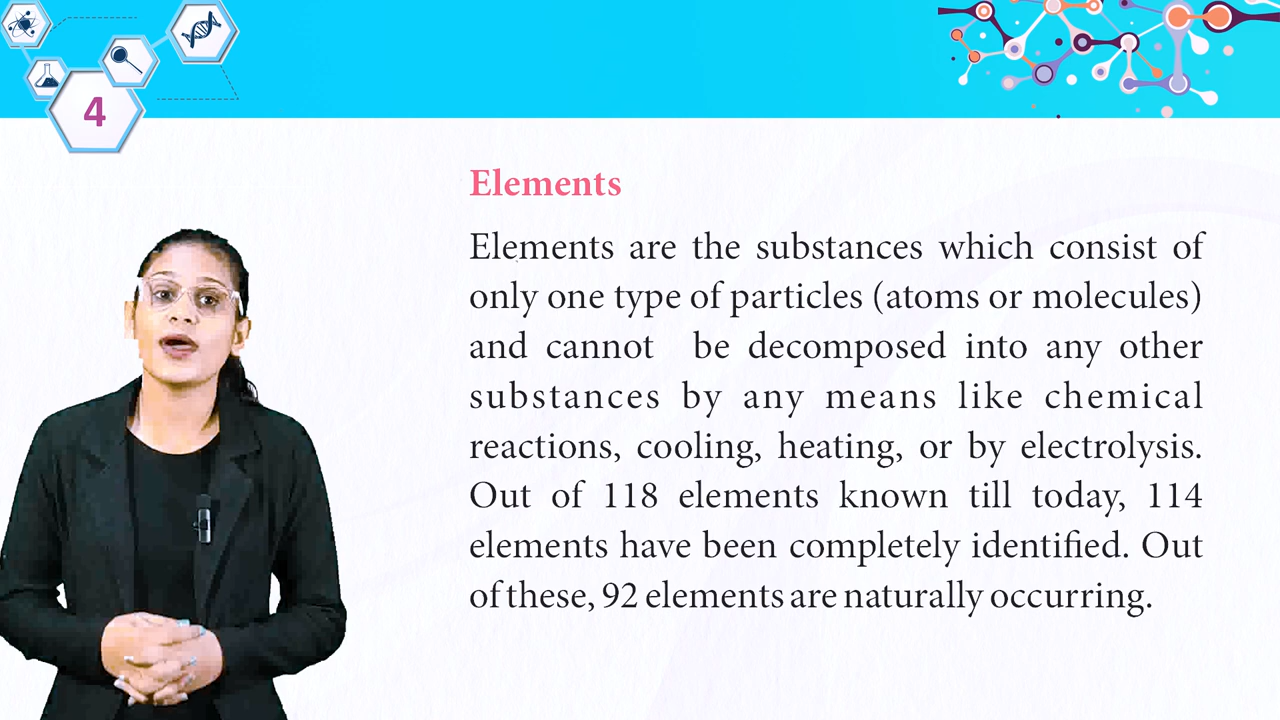 4
Elements
Elements are the substances which consist of
only one type of particles (atoms or molecules)
and cannot be decomposed into any other
substances by any means like chemical
reactions, cooling, heating, or by electrolysis.
Out of 118 elements known till today, 114
elements have been completely identified. Out
of these, 92 elements are naturally occurring.